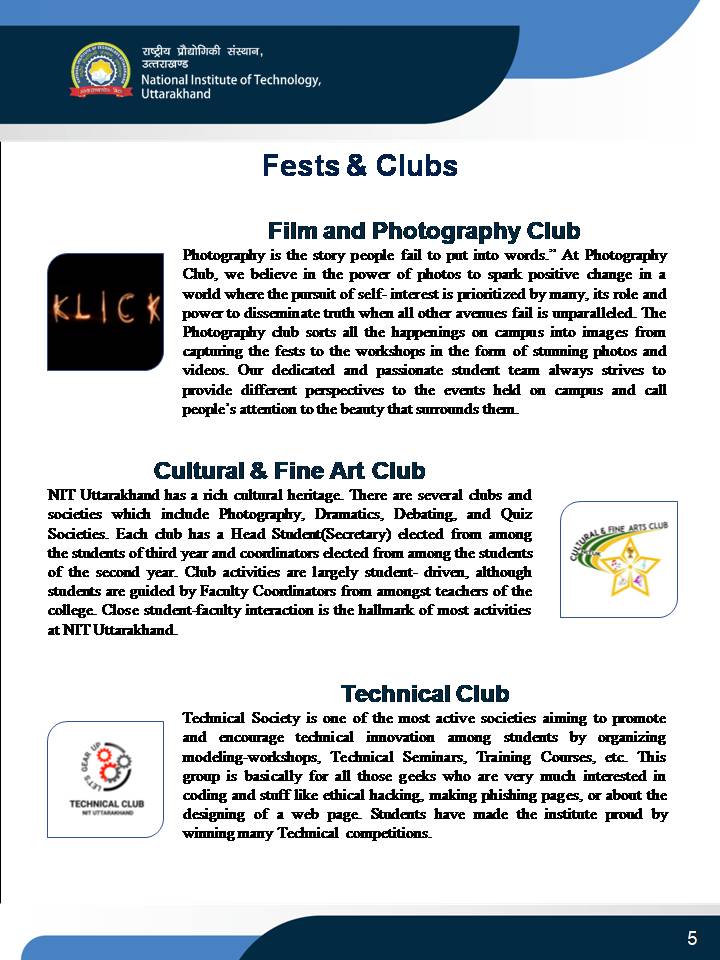 राष्ट्रीय प्रौद्योगिकी संस्थान,
उत्तराखण्ड
National Institute of Technology,
Uttarakhand
Fests & Clubs
Film and Photography Club
Photography is the story people fail to put into words.” At Photography
Club, we believe in the power of photos to spark positive change in a
world where the pursuit of self- interest is prioritized by many, its role and
power to disseminate truth when all other avenues fail is unparalleled. The
Photography club sorts all the happenings on campus into images from
capturing the fests to the workshops in the form of stunning photos and
videos. Our dedicated and passionate student team always strives to
provide different perspectives to the events held on campus and call
people’s attention to the beauty that surrounds them.
KLICK
Cultural & Fine Art Club
NIT Uttarakhand has a rich cultural heritage. There are several clubs and
societies which include Photography, Dramatics, Debating, and Quiz
Societies. Each club has a Head Student(Secretary) elected from among
the students of third year and coordinators elected from among the students
of the second year. Club activities are largely student- driven, although
students are guided by Faculty Coordinators from amongst teachers of the
college. Close student-faculty interaction is the hallmark of most activities
at NIT Uttarakhand.
CULTURAL & FINE ARTS CLUB
Technical Club
Technical Society is one of the most active societies aiming to promote
and encourage technical innovation among students by organizing
modeling-workshops, Technical Seminars, Training Courses, etc. This
group is basically for all those geeks who are very much interested in
coding and stuff like ethical hacking, making phishing pages, or about the
designing of a web page. Students have made the institute proud by
winning many Technical competitions.
LET'S GEAR UP
TECHNICAL CLUB
NIT UTTARAKHAND
5